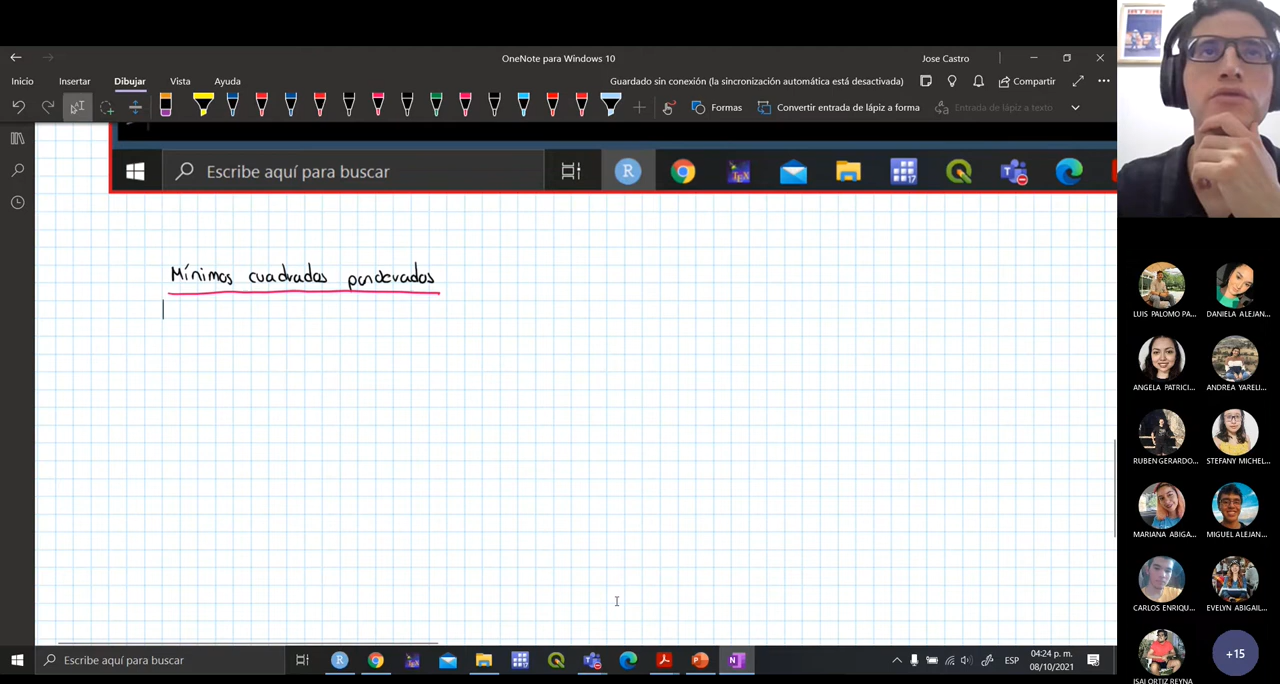 OneNote para Windows 10
Jose Castro
Inicio
Insertar
Dibujar
Vista
Ayuda
Guardado sin conexión (la sincronización automática está desactivada)
Compartir
Formas
Convertir entrada de lápiz a forma
Entrada de lápiz a texto
Escribe aquí para buscar
R
TEX
17
Mínimos cuadrados ponderados
LUIS PALOMO PA...
DANIELA ALEJAN...
ANGELA PATRICI...
ANDREA YARELI...
RUBEN GERARDO...
STEFANY MICHEL...
MARIANA ABIGA...
MIGUEL ALEJAN...
CARLOS ENRIQU...
EVELYN ABIGAIL...
ISAI ORTIZ REYNA
+15
Escribe aquí para buscar
ESP
04:24 p. m.
08/10/2021